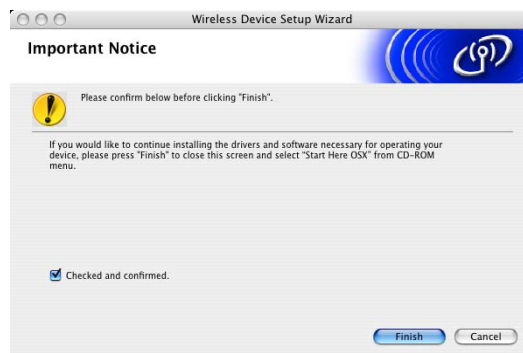 Wireless Device Setup Wizard
Important Notice
Please confirm below before clicking "Finish".
If you would like to continue installing the drivers and software necessary for operating your
device, please press "Finish" to close this screen and select "Start Here OSX" from CD-ROM
menu.
Checked and confirmed.
Finish
Cancel